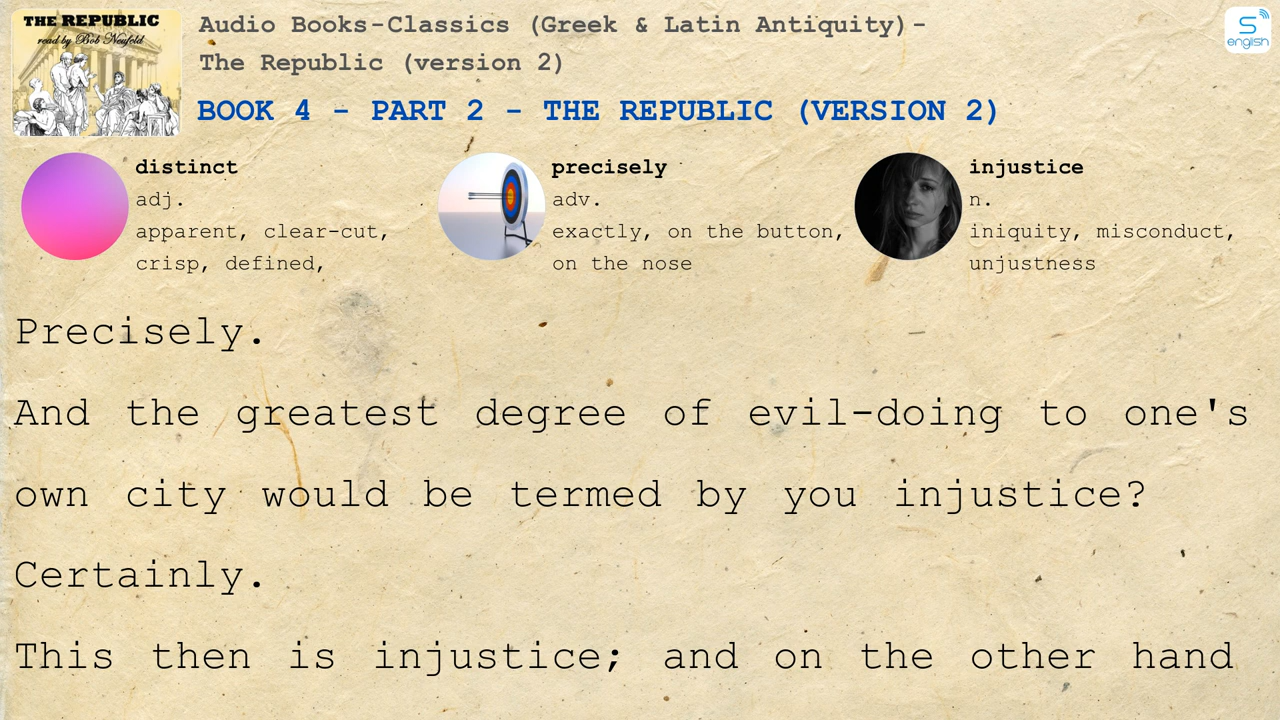 THE REPUBLIC
read by Bob Neufeld
Audio Books-Classics (Greek & Latin Antiquity)-
The Republic (version 2)
BOOK 4 - PART 2 - THE REPUBLIC (VERSION 2)
S
english
distinct
adj.
apparent, clear-cut,
crisp, defined,
precisely
adv.
exactly, on the button,
on the nose
injustice
n.
iniquity, misconduct,
unjustness
Precisely.
And the greatest degree of evil-doing to one's
own city would be termed by you injustice?
Certainly.
This then is injustice; and on the other hand